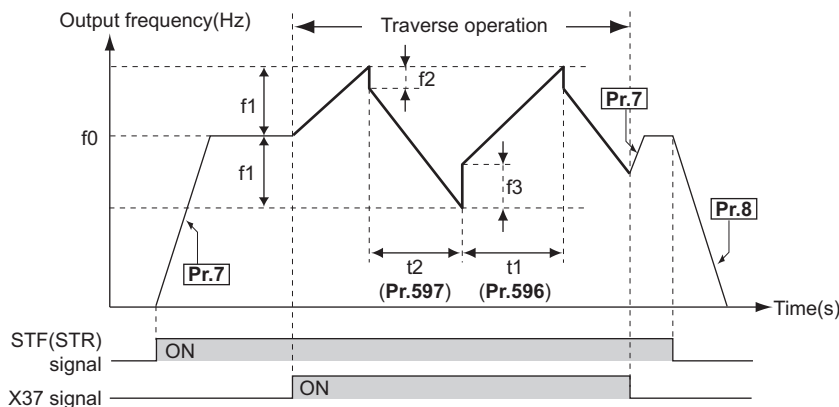 Output frequency(Hz)
Traverse operation
f1
f2
Pr.7
f0
f1
f3
Pr.8
Pr.7
t2
(Pr.597)
t1
(Pr.596)
Time(s)
STF(STR)
signal
ON
X37 signal
ON